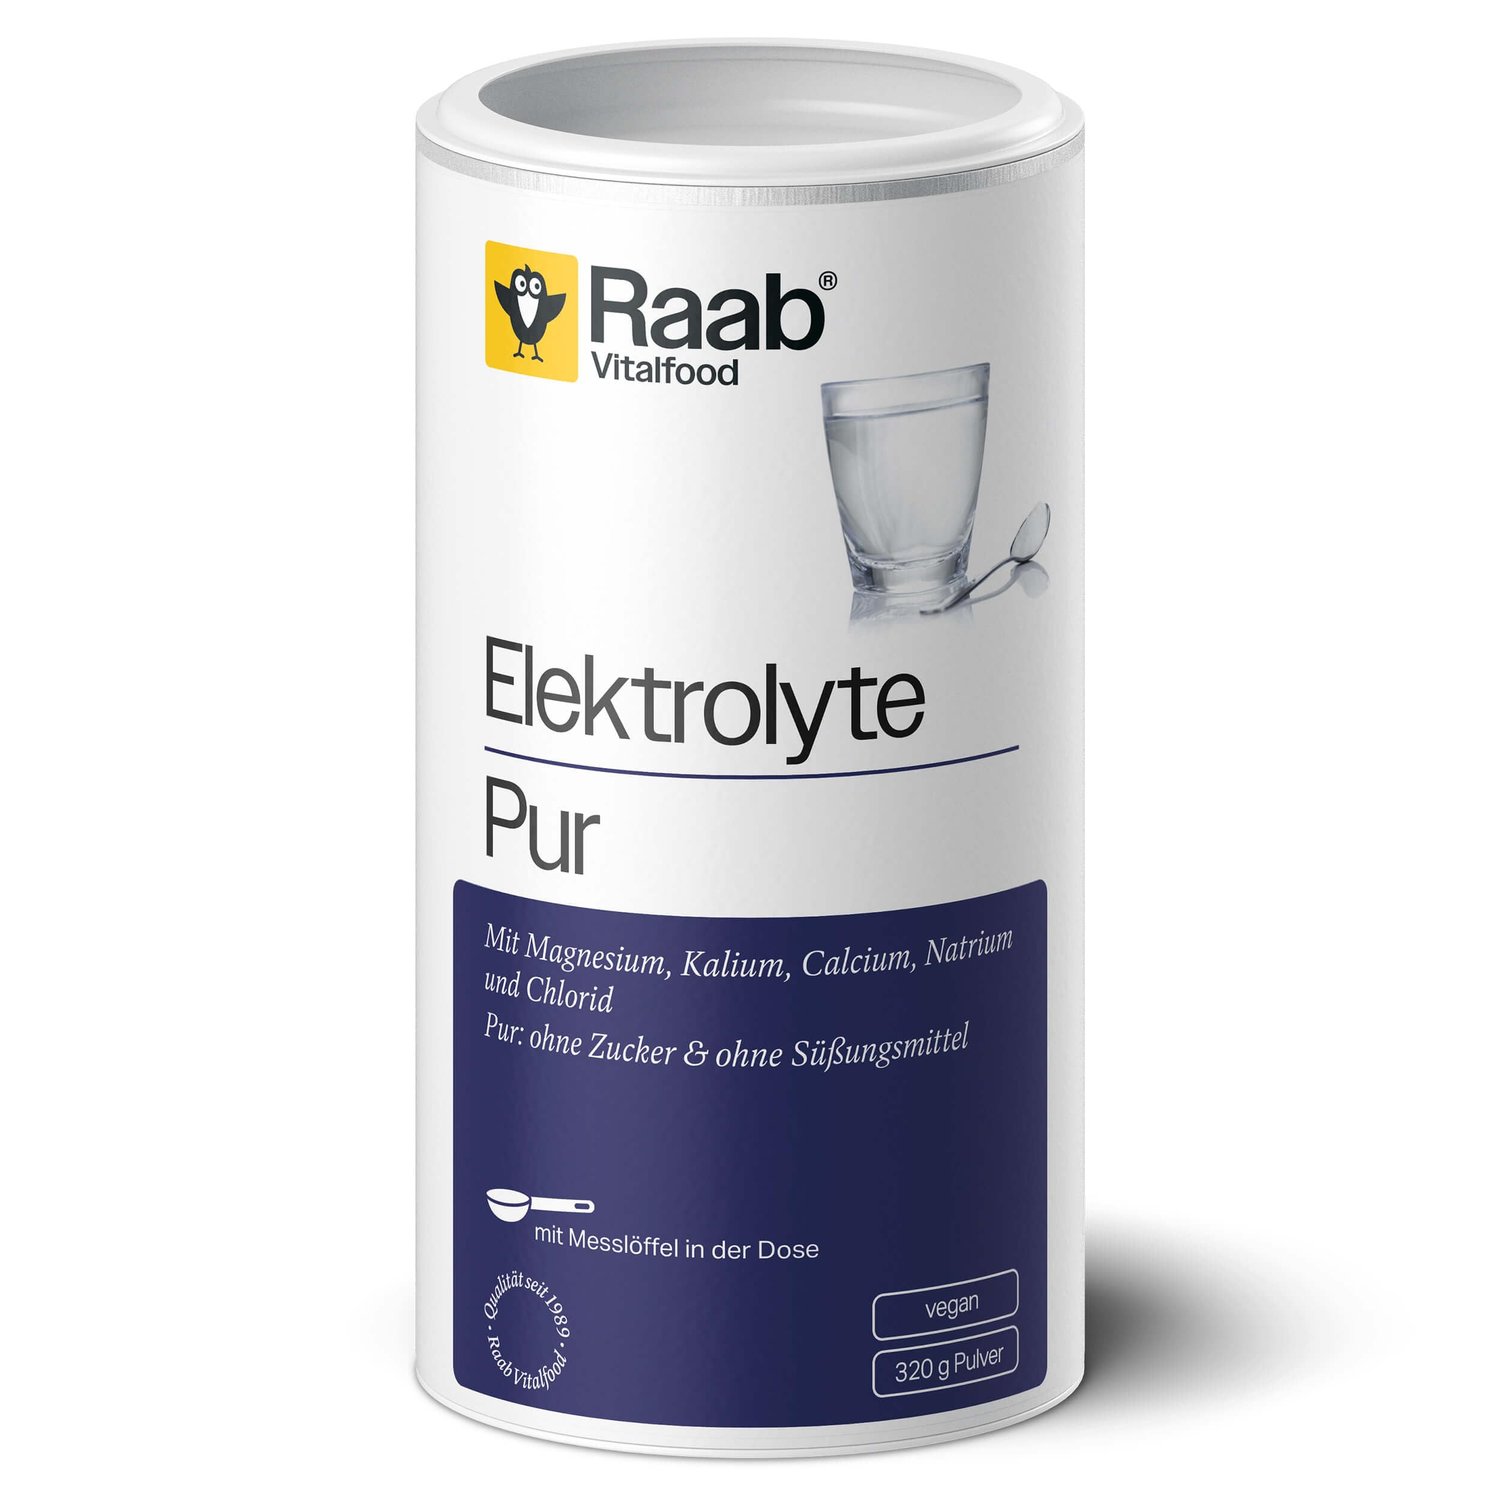 Raab®
Vitalfood
Elektrolyte
Pur
Mit Magnesium, Kalium, Calcium, Natrium
und Chlorid
Pur: ohne Zucker & ohne Süßungsmittel
mit Messlöffel in der Dose
Qualität seit 1989 •
Raab Vitalfood •
vegan
320 g Pulver